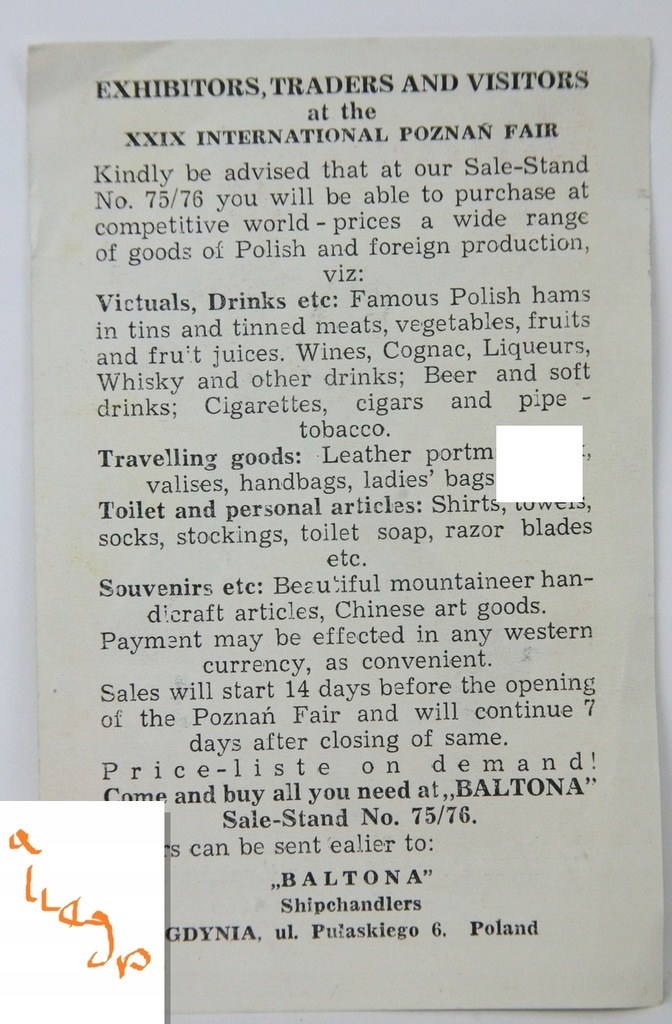 EXHIBITORS, TRADERS AND VISITORS
at the
XXIX INTERNATIONAL POZNAŃ FAIR
Kindly be advised that at our Sale-Stand
No. 75/76 you will be able to purchase at
competitive world-prices a wide range
of goods of Polish and foreign production,
viz:
Victuals, Drinks etc: Famous Polish hams
in tins and tinned meats, vegetables, fruits
and fruit juices. Wines, Cognac, Liqueurs,
Whisky and other drinks; Beer and soft
drinks; Cigarettes, cigars and pipe-
tobacco.
Travelling goods: Leather
valises, handbags, ladies' bags
Toilet and personal articles: Shirts, towels,
socks, stockings, toilet soap, razor blades
etc.
Souvenirs etc: Beautiful mountaineer han-
dicraft articles, Chinese art goods.
Payment may be effected in any western
currency, as convenient.
Sales will start 14 days before the opening
of the Poznań Fair and will continue 7
days after closing of same.
Price-liste on demand!
Come and buy all you need at „BALTONA”
Sale-Stand No. 75/76.
can be sent ealier to:
„BALTONA”
Shipchandlers
GDYNIA, ul. Pułaskiego 6. Poland